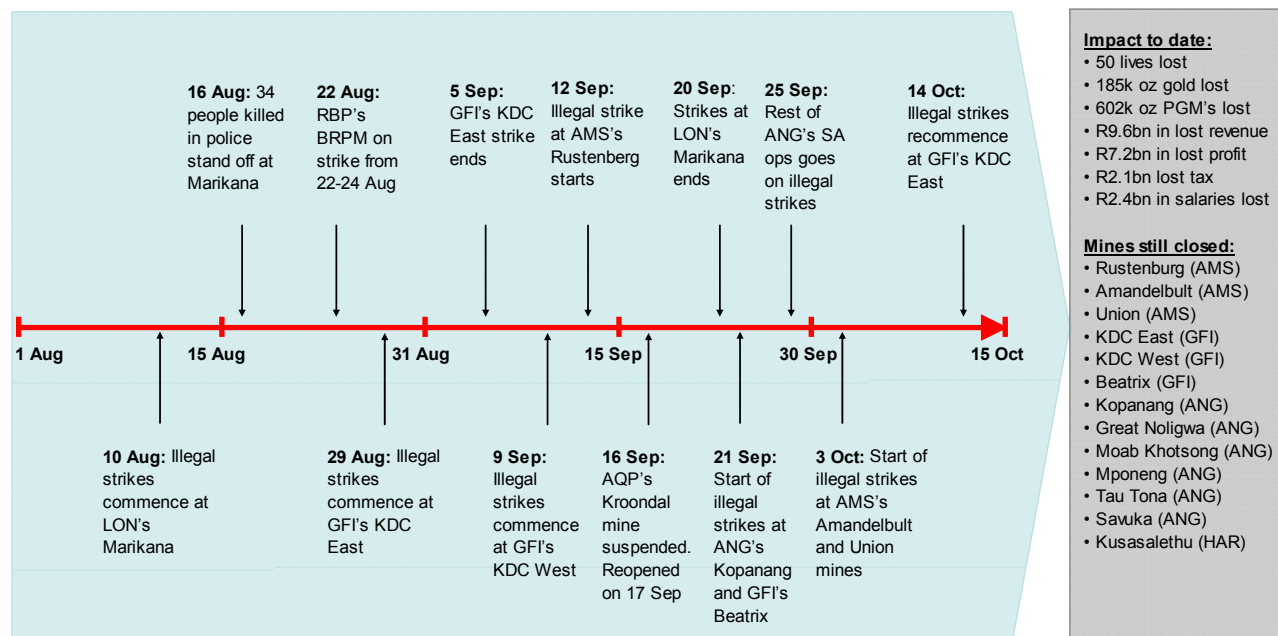 16 Aug: 34
people killed
in police
stand off at
Marikana
22 Aug:
RBP's
BRPM on
strike from
22-24 Aug
5 Sep:
GFI's KDC
East strike
ends
12 Sep:
Illegal strike
at AMS's
Rustenberg
starts
20 Sep:
Strikes at
LON's
Marikana
ends
25 Sep:
Rest of
ANG's SA
ops goes
on illegal
strikes
14 Oct:
Illegal strikes
recommence
at GFI's KDC
East
1 Aug
15 Aug
31 Aug
15 Sep
30 Sep
15 Oct
10 Aug: Illegal
strikes
commence at
LON's
Marikana
29 Aug: Illegal
strikes
commence at
GFI's KDC
East
9 Sep:
Illegal
strikes
commence
at GFI's
KDC West
16 Sep:
AQP's
Kroondal
mine
suspended.
Reopened
on 17 Sep
21 Sep:
Start of
illegal
strikes at
ANG's
Kopanang
and GFI's
Beatrix
3 Oct: Start of
illegal strikes
at AMS's
Amandelbult
and Union
mines
Impact to date:
• 50 lives lost
• 185k oz gold lost
• 602k oz PGM's lost
• R9.6bn in lost revenue
• R7.2bn in lost profit
• R2.1bn lost tax
• R2.4bn in salaries lost
Mines still closed:
• Rustenburg (AMS)
• Amandelbult (AMS)
• Union (AMS)
• KDC East (GFI)
• KDC West (GFI)
• Beatrix (GFI)
• Kopanang (ANG)
• Great Noligwa (ANG)
• Moab Khotsong (ANG)
• Mponeng (ANG)
• Tau Tona (ANG)
• Savuka (ANG)
• Kusasalethu (HAR)